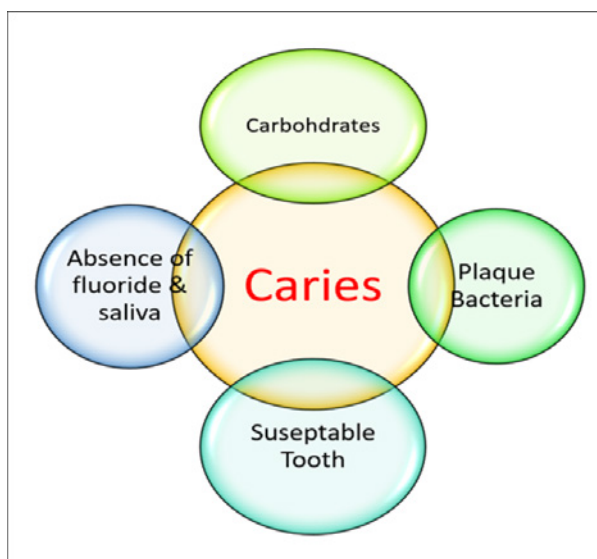 Carbohdrates
Absence of
fluoride &
saliva
Caries
Plaque
Bacteria
Suseptable
Tooth